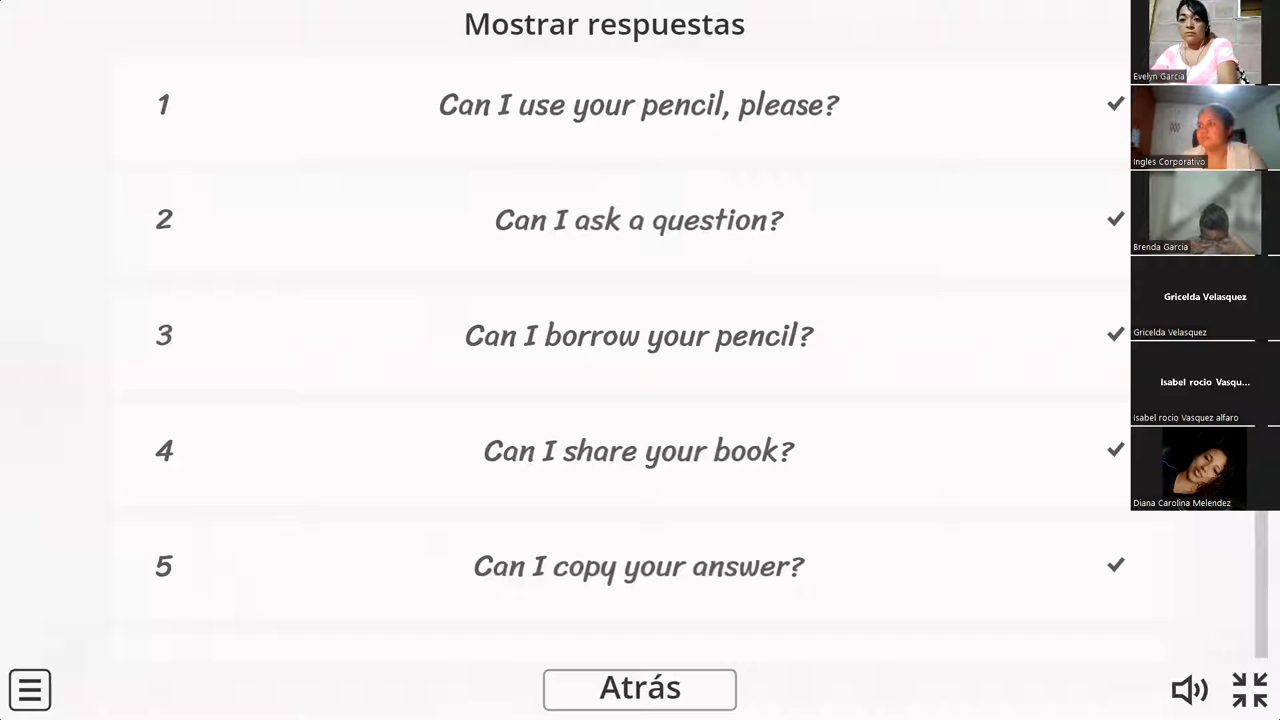 Mostrar respuestas
1 Can I use your pencil, please?
2 Can I ask a question?
3 Can I borrow your pencil?
4 Can I share your book?
5 Can I copy your answer?
Atrás
Evelyn Garcia
Ingles Corporativo
Brenda Garcia
Gricelda Velasquez
Gricelda Velasquez
Isabel rocio Vasqu...
Isabel rocio Vasquez alfaro
Diana Carolina Melendez